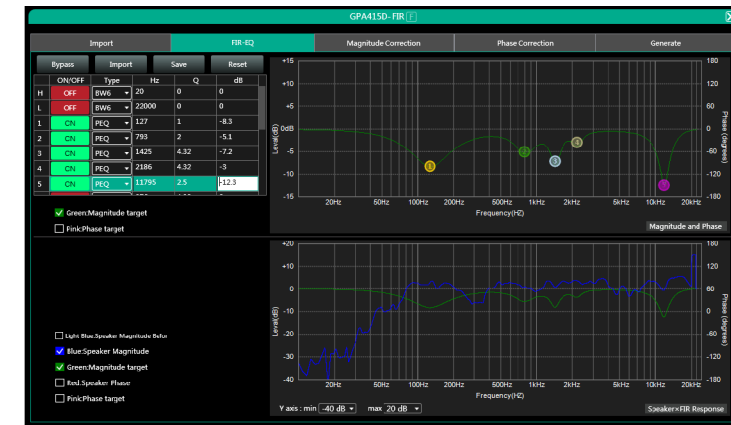 GPA415D- FIR F
Import FIR-EQ Magnitude Correction Phase Correction Generate
Bypass Import Save Reset
ON/OFF Type Hz Q dB
H OFF BW6 20 0 0
L OFF BW6 22000 0 0
1 ON PEQ 127 1 -8.3
2 ON PEQ 793 2 -5.1
3 ON PEQ 1425 4.32 -7.2
4 ON PEQ 2186 4.32 -3
5 ON PEQ 11795 2.5 -12.3
Green:Magnitude target
Pink:Phase target
+15 180
+10 120
+5 60
0dB 0
-5 -60
-10 -120
-15 -180
Level(dB)
Phase (degrees)
1 2 3 4 5
20Hz 50Hz 100Hz 200Hz 500Hz 1kHz 2kHz 5kHz 10kHz 20kHz
Frequency(HZ)
Magnitude and Phase
+20 180
+10 120
0 60
-10 0
-20 -60
-30 -120
-40 -180
Level(dB)
Phase (degrees)
Light Blue:Speaker Magnitude Befor
Blue:Speaker Magnitude
Green:Magnitude target
Red:Speaker Phase
Pink:Phase target
20Hz 50Hz 100Hz 200Hz 500Hz 1kHz 2kHz 5kHz 10kHz 20kHz
Frequency(HZ)
Y axis : min -40 dB max 20 dB
Speaker×FIR Response